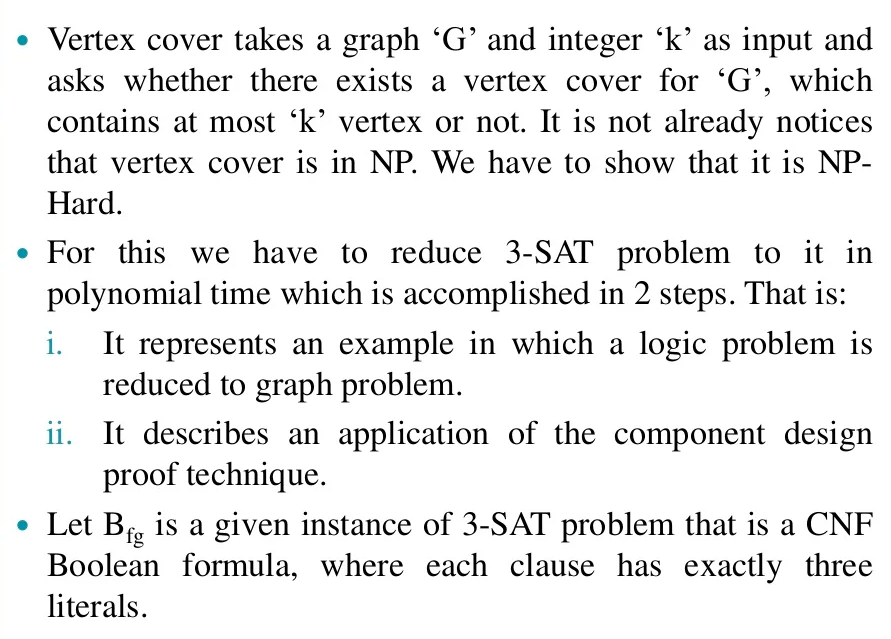 • Vertex cover takes a graph ‘G’ and integer ‘k’ as input and
asks whether there exists a vertex cover for ‘G’, which
contains at most ‘k’ vertex or not. It is not already notices
that vertex cover is in NP. We have to show that it is NP-
Hard.
• For this we have to reduce 3-SAT problem to it in
polynomial time which is accomplished in 2 steps. That is:
i. It represents an example in which a logic problem is
reduced to graph problem.
ii. It describes an application of the component design
proof technique.
• Let B_fg is a given instance of 3-SAT problem that is a CNF
Boolean formula, where each clause has exactly three
literals.